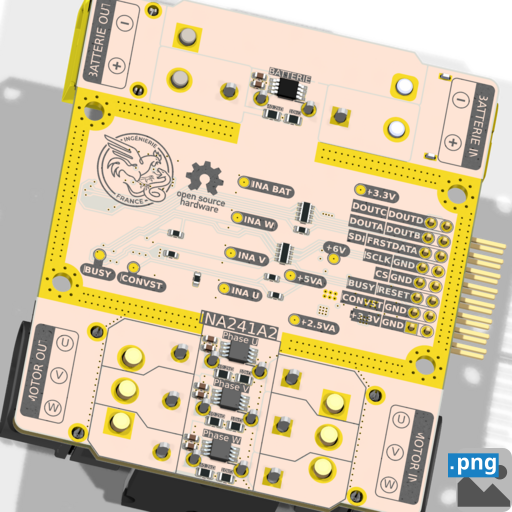 BATTERIE OUT
BATTERIE
BATTERIE IN
INGÉNIERIE
FRANCE
open source
hardware
INA BAT
INA W
INA V
INA U
+3.3V
+6V
+5VA
+2.5VA
DOUTC
DOUTD
DOUTA
DOUTB
SDI
FRSTDATA
SCLK
GND
CS
GND
BUSY
RESET
CONVST
GND
+3.3V
GND
BUSY
CONVST
INA241A2
Phase U
Phase V
Phase W
MOTOR OUT
U
V
W
MOTOR IN
U
V
W
.png